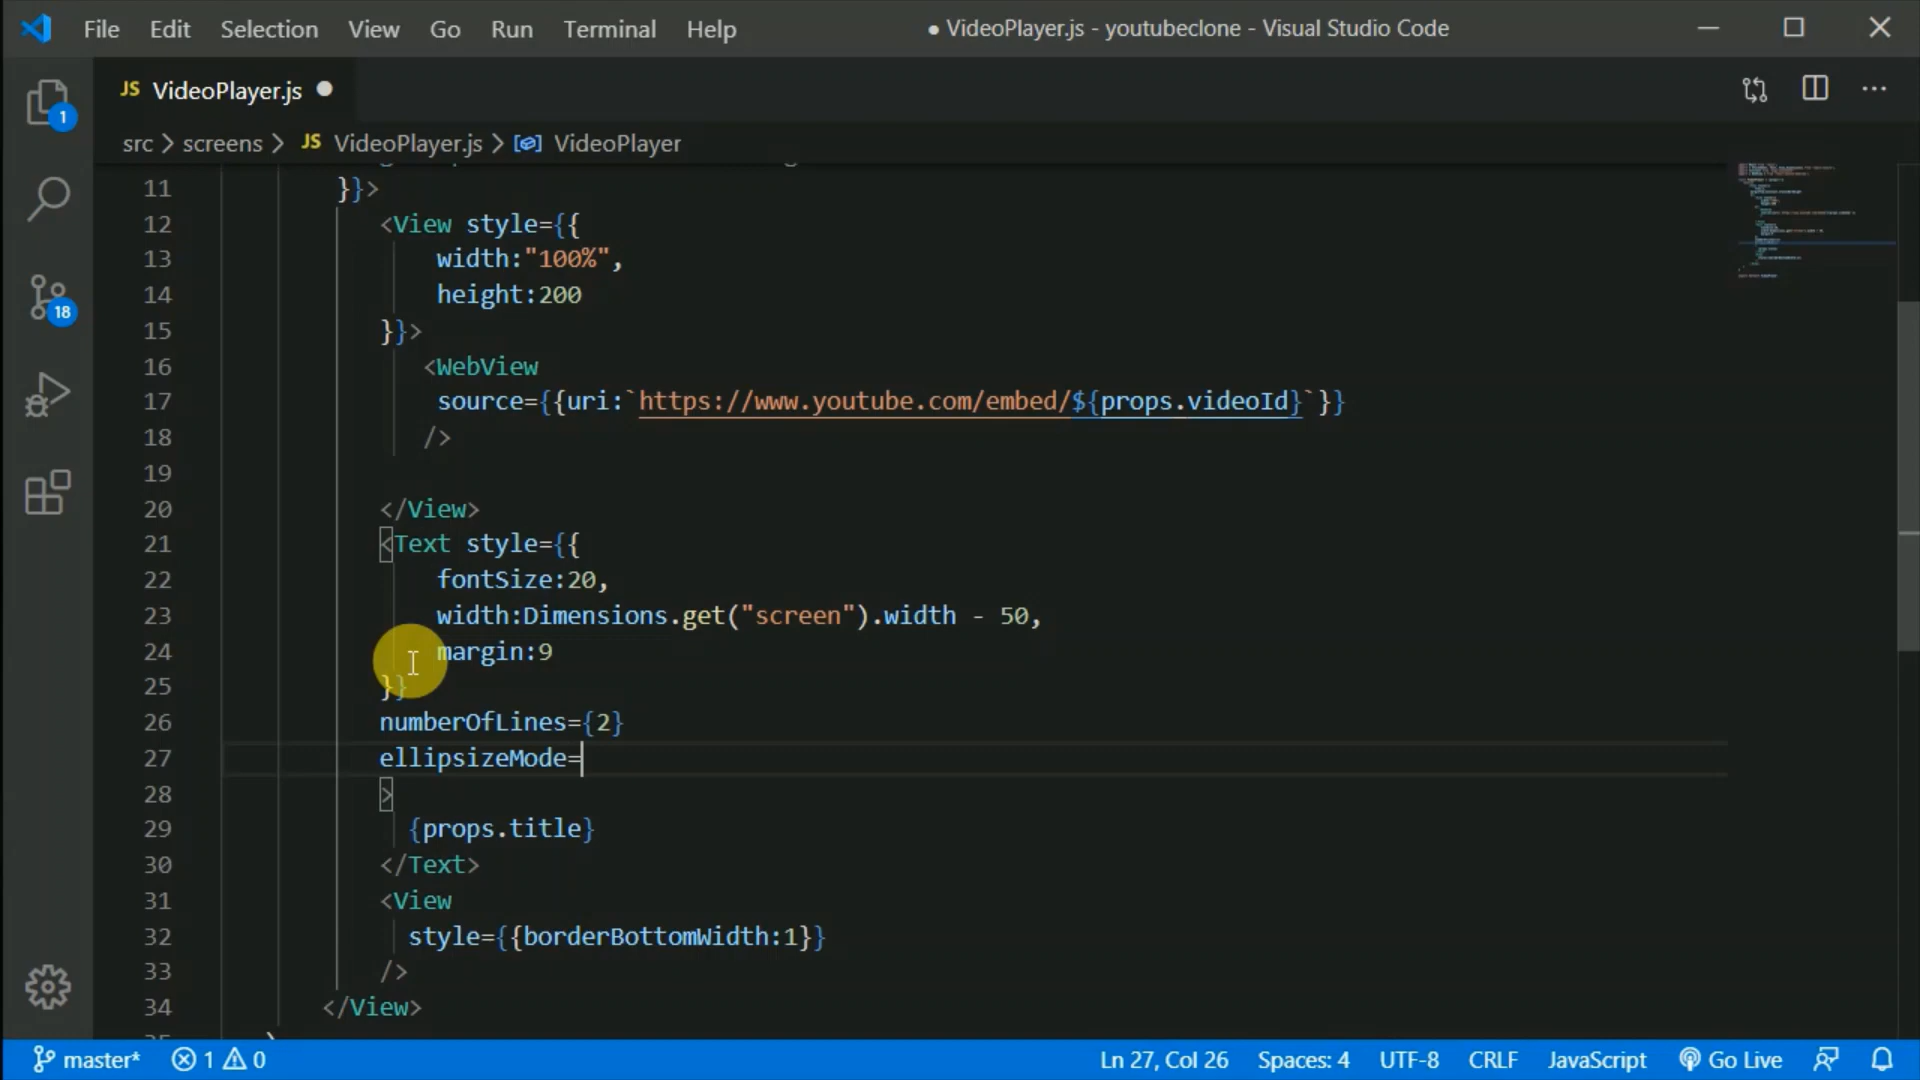 File Edit Selection View Go Run Terminal Help ● VideoPlayer.js - youtubeclone - Visual Studio Code
JS VideoPlayer.js ●
1
src > screens > JS VideoPlayer.js > VideoPlayer
11 }}>
12 <View style={{
13 width:"100%",
14 height:200
15 }}>
16 <WebView
17 source={{uri:`https://www.youtube.com/embed/${props.videoId}`}}
18 />
18
19
20 </View>
21 <Text style={{
22 fontSize:20,
23 width:Dimensions.get("screen").width - 50,
24 margin:9
25 }}
26 numberOfLines={2}
27 ellipsizeMode=
28 >
29 {props.title}
30 </Text>
31 <View
32 style={{borderBottomWidth:1}}
33 />
34 </View>
master* 1 0 Ln 27, Col 26 Spaces: 4 UTF-8 CRLF JavaScript Go Live